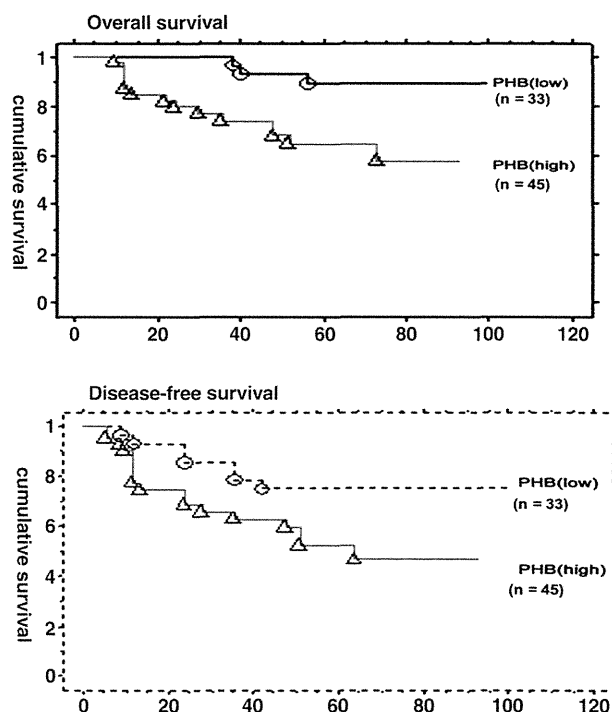 Overall survival
cumulative survival
1
8
6
4
2
0
PHB(low)
(n = 33)
PHB(high)
(n = 45)
0 20 40 60 80 100 120
Disease-free survival
cumulative survival
1
8
6
4
2
0
PHB(low)
(n = 33)
PHB(high)
(n = 45)
0 20 40 60 80 100 120